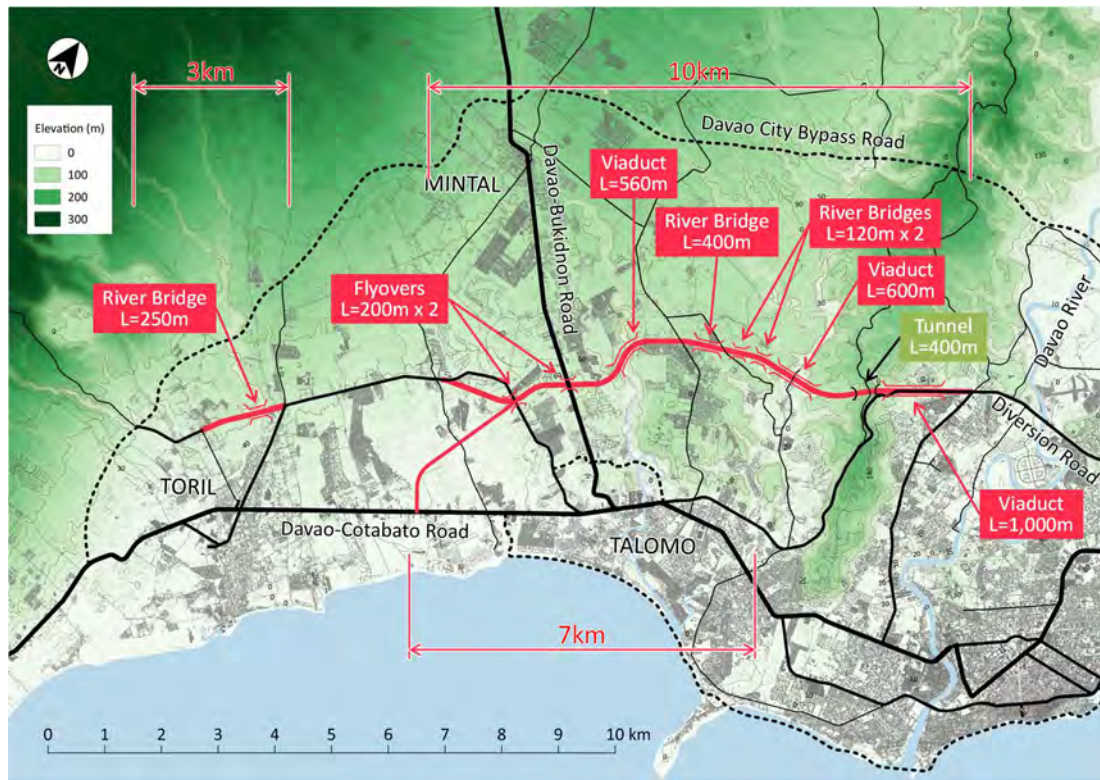 N
3km
10km
Elevation (m)
0
100
200
300
Davao City Bypass Road
MINTAL
Davao-Bukidnon Road
Viaduct
L=560m
River Bridge
L=400m
River Bridges
L=120m x 2
Viaduct
L=600m
River Bridge
L=250m
Flyovers
L=200m x 2
Tunnel
L=400m
Davao River
Diversion Road
TORIL
Davao-Cotabato Road
TALOMO
Viaduct
L=1,000m
7km
0 1 2 3 4 5 6 7 8 9 10 km